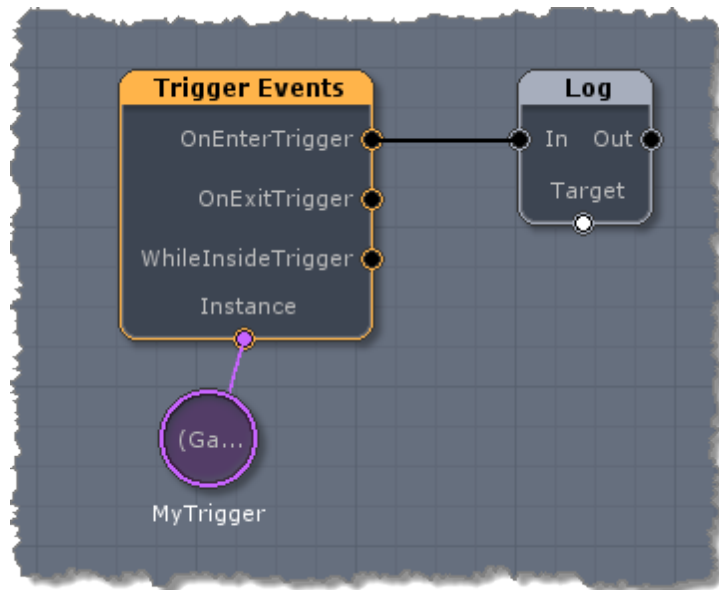 Trigger Events
OnEnterTrigger
OnExitTrigger
WhileInsideTrigger
Instance
(Ga...
MyTrigger
Log
In Out
Target